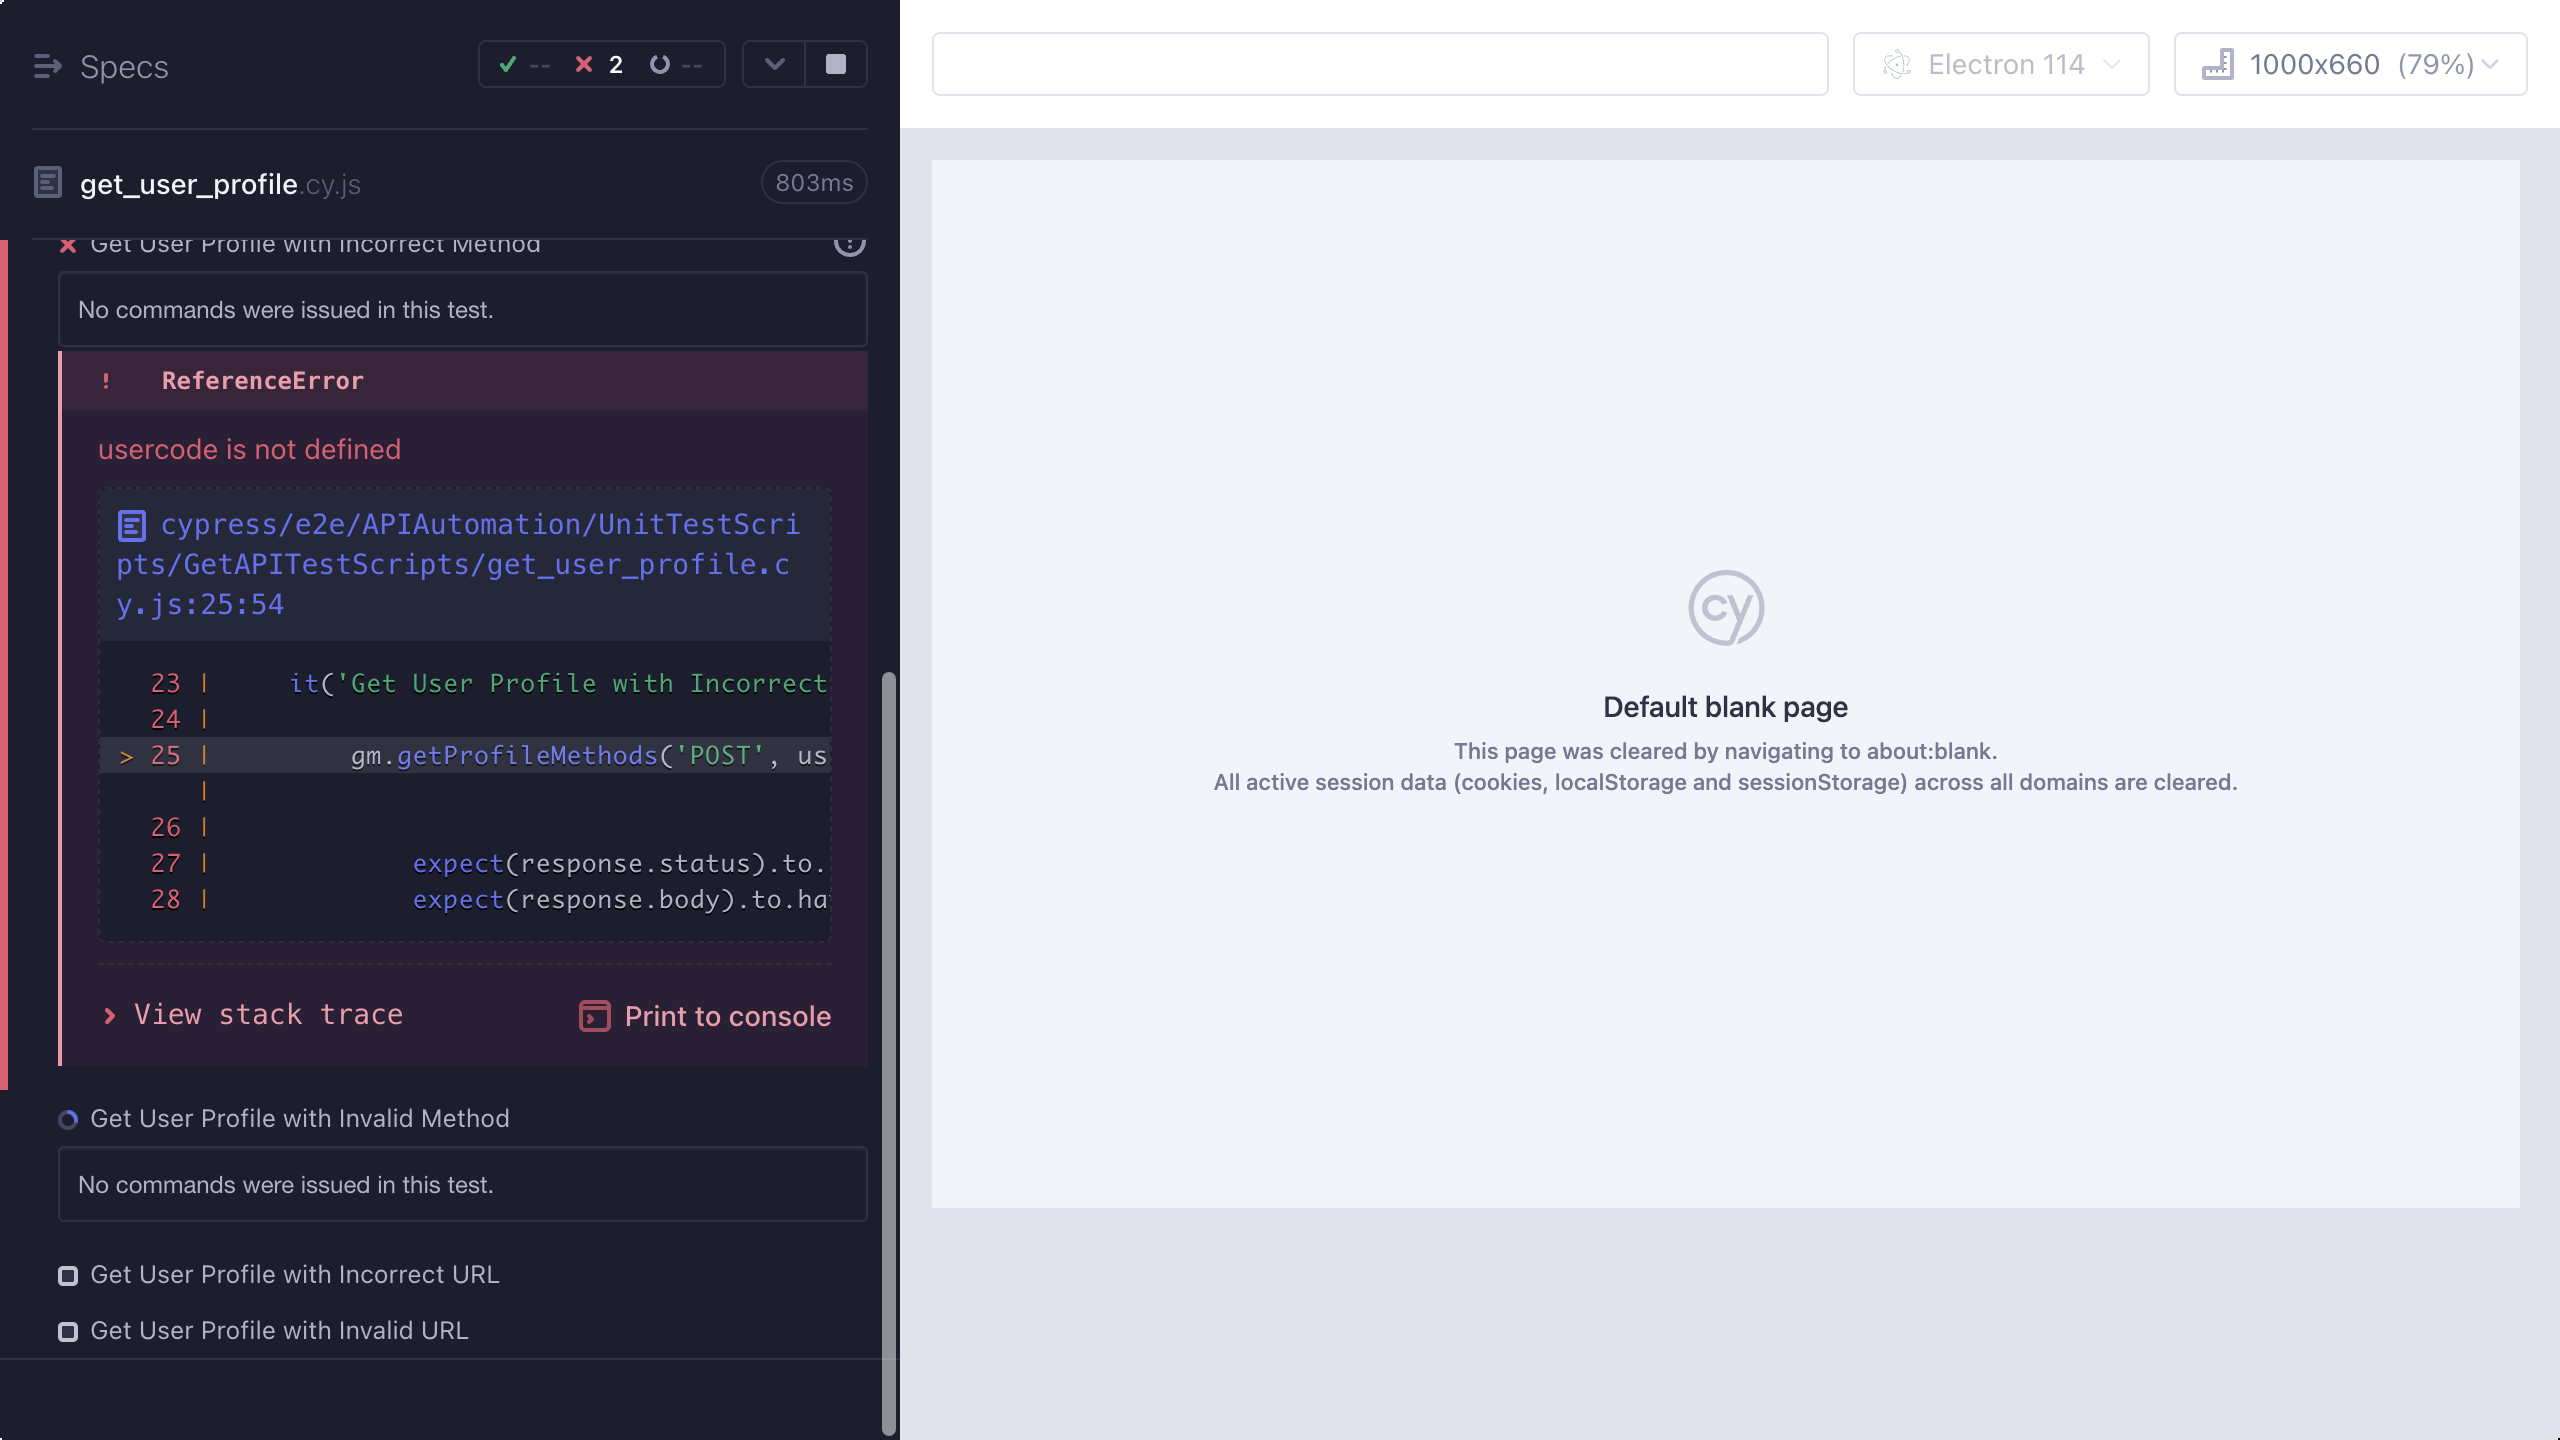 Specs
-- 2 --
get_user_profile.cy.js
803ms
Get User Profile with Incorrect Method
No commands were issued in this test.
! ReferenceError
usercode is not defined
cypress/e2e/APIAutomation/UnitTestScri
pts/GetAPITestScripts/get_user_profile.c
y.js:25:54
23 | it('Get User Profile with Incorrect
24 |
> 25 | gm.getProfileMethods('POST', us
|
26 |
27 | expect(response.status).to.
28 | expect(response.body).to.ha
View stack trace
Print to console
Get User Profile with Invalid Method
No commands were issued in this test.
Get User Profile with Incorrect URL
Get User Profile with Invalid URL
Electron 114
1000x660 (79%)
cy
Default blank page
This page was cleared by navigating to about:blank.
All active session data (cookies, localStorage and sessionStorage) across all domains are cleared.